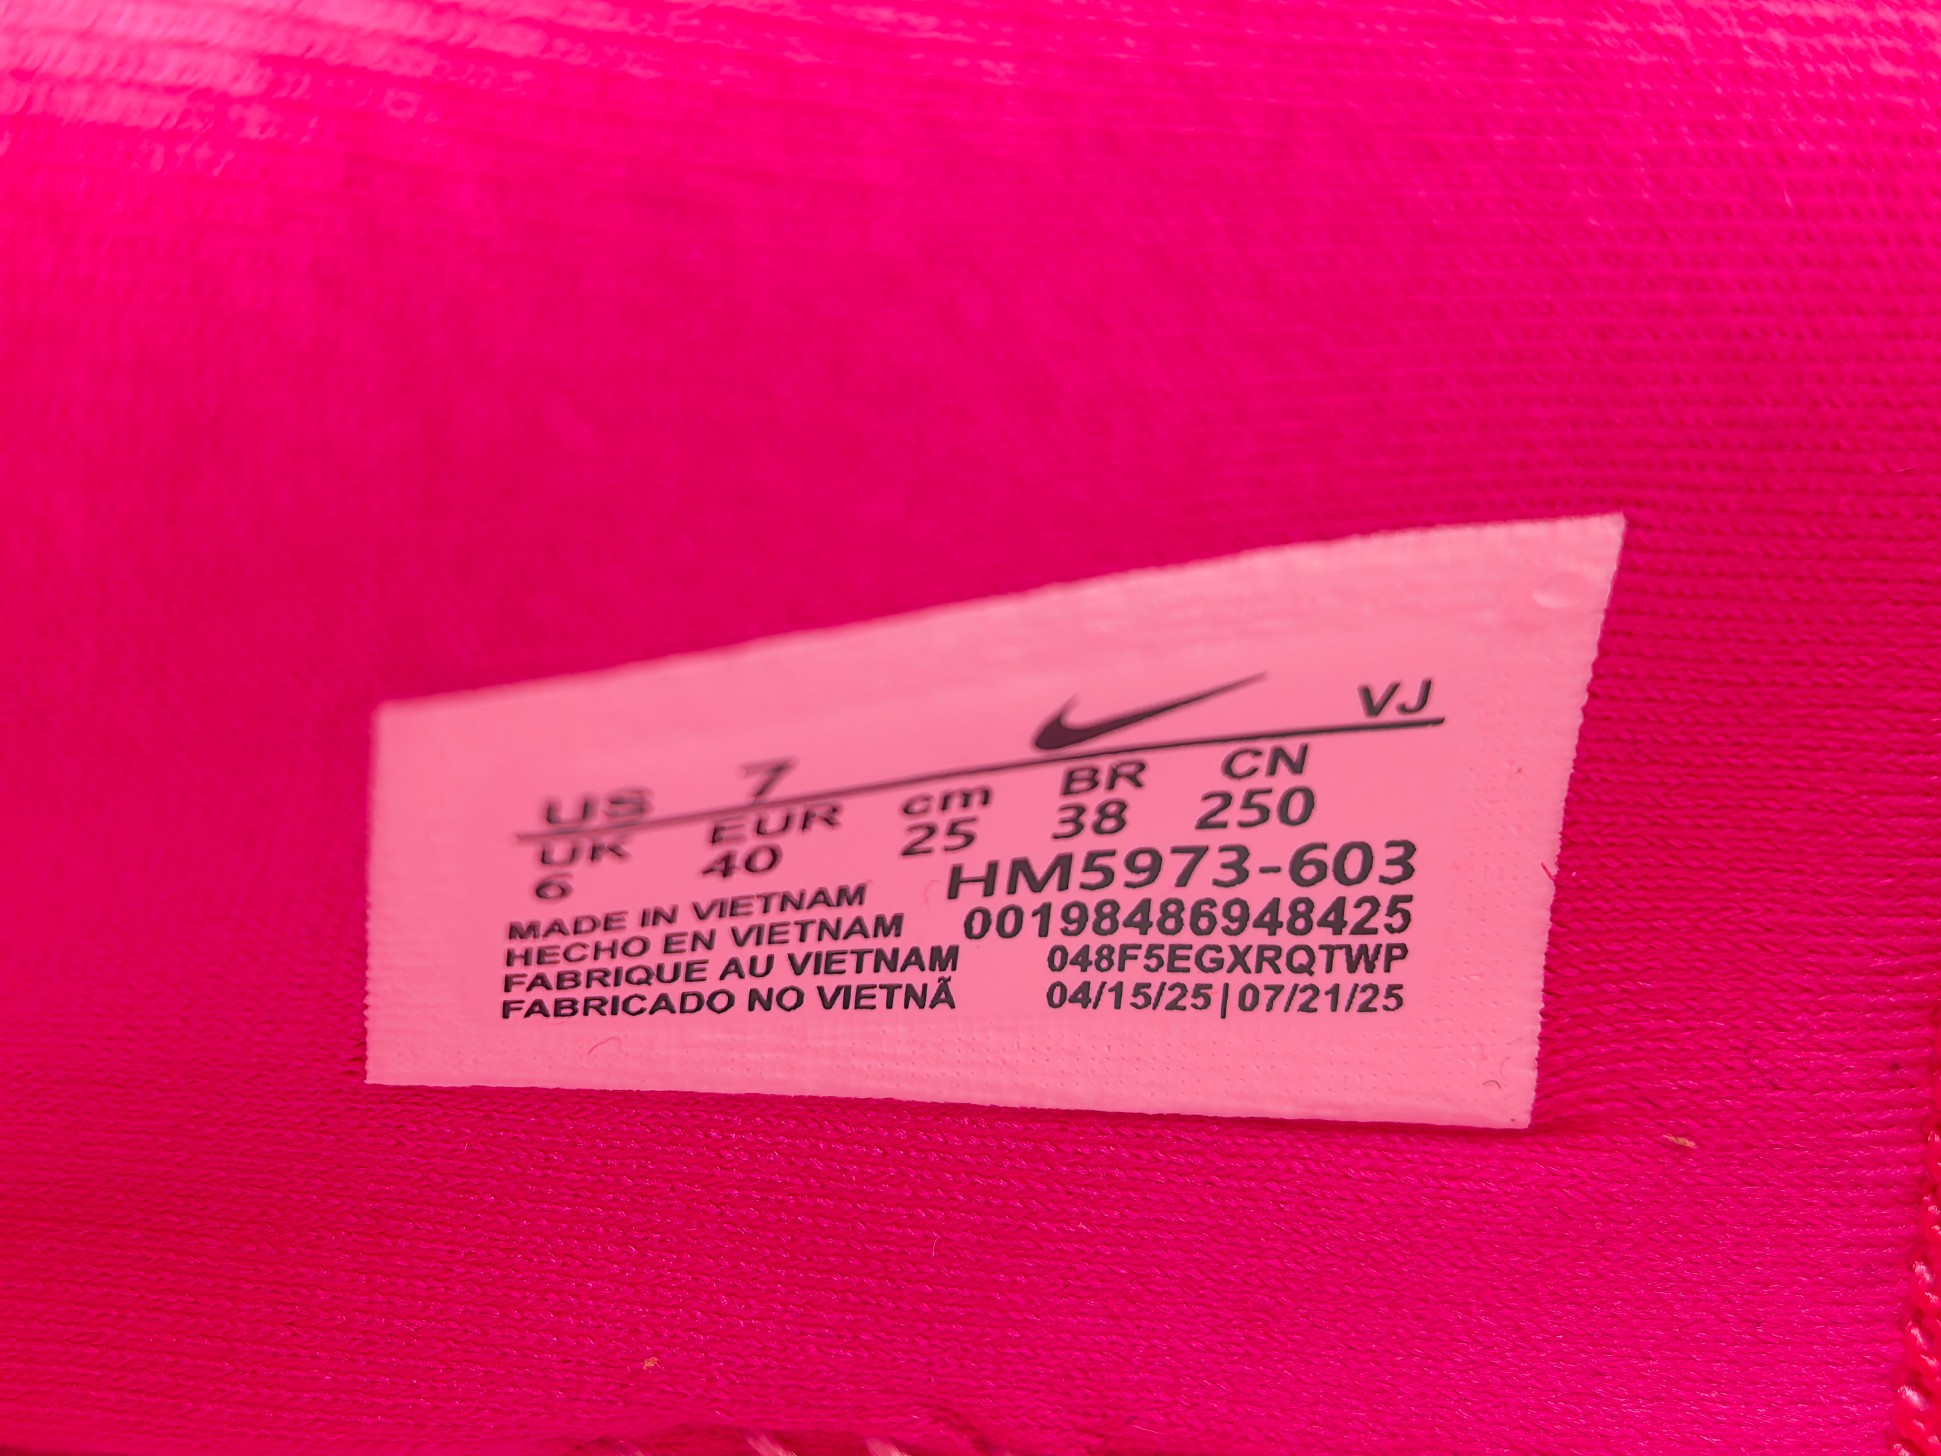 VJ
US 7
UK EUR cm BR CN
6 40 25 38 250
HM5973-603
MADE IN VIETNAM
HECHO EN VIETNAM 00198486948425
FABRIQUE AU VIETNAM 048F5EGXRQTWP
FABRICADO NO VIETNÃ 04/15/25|07/21/25